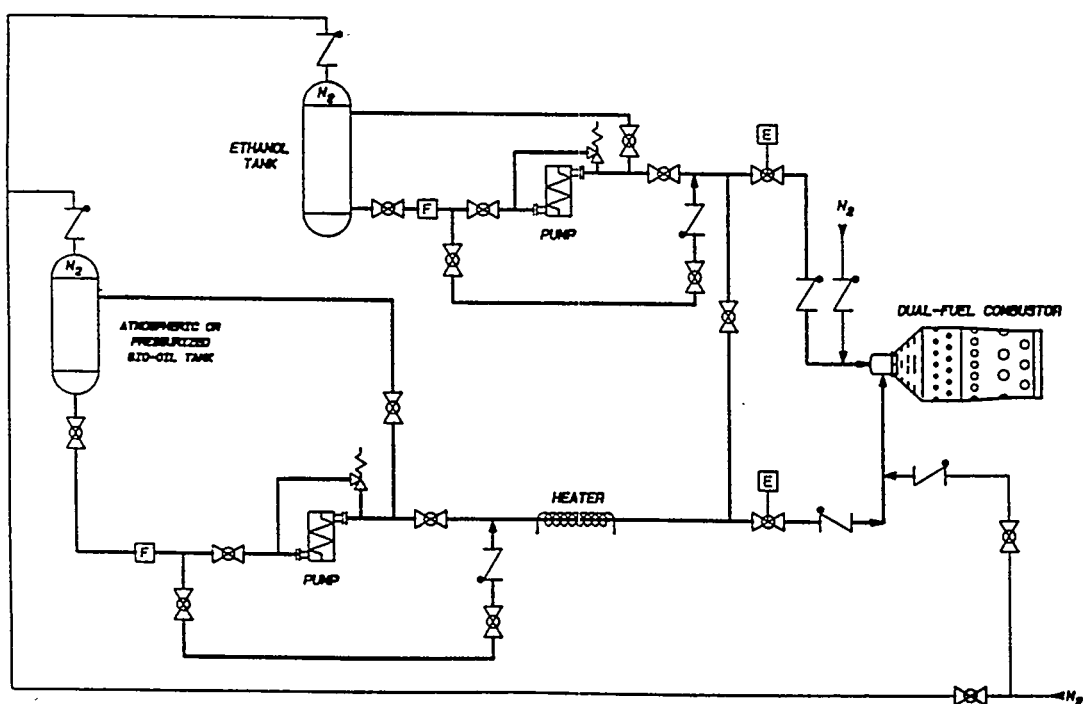 N₂
ETHANOL
TANK
E
F
PUMP
N₂
N₂
DUAL-FUEL COMBUSTOR
ATMOSPHERIC OR
PRESSURIZED
BIO-OIL TANK
E
HEATER
F
PUMP
N₂